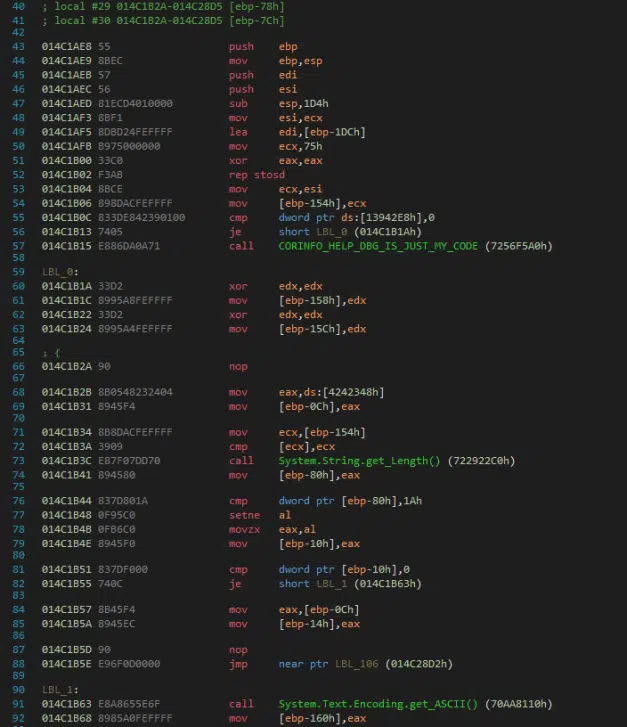 40 ; local #29 014C1B2A-014C28D5 [ebp-78h]
41 ; local #30 014C1B2A-014C28D5 [ebp-7Ch]
42
43 014C1AE8 55 push ebp
44 014C1AE9 8BEC mov ebp,esp
45 014C1AEB 57 push edi
46 014C1AEC 56 push esi
47 014C1AED 81ECD4010000 sub esp,1D4h
48 014C1AF3 8BF1 mov esi,ecx
49 014C1AF5 8DBD24FEFFFF lea edi,[ebp-1DCh]
50 014C1AFB B975000000 mov ecx,75h
51 014C1B00 33C0 xor eax,eax
52 014C1B02 F3AB rep stosd
53 014C1B04 8BCE mov ecx,esi
54 014C1B06 898DACFEFFFF mov [ebp-154h],ecx
55 014C1B0C 833DE842390100 cmp dword ptr ds:[13942E8h],0
56 014C1B13 7405 je short LBL_0 (014C1B1Ah)
57 014C1B15 E886DA0A71 call CORINFO_HELP_DBG_IS_JUST_MY_CODE (7256F5A0h)
58
59 LBL_0:
60 014C1B1A 33D2 xor edx,edx
61 014C1B1C 8995A8FEFFFF mov [ebp-158h],edx
62 014C1B22 33D2 xor edx,edx
63 014C1B24 8995A4FEFFFF mov [ebp-15Ch],edx
64
65 ; {
66 014C1B2A 90 nop
67
68 014C1B2B 8B0548232404 mov eax,ds:[4242348h]
69 014C1B31 8945F4 mov [ebp-0Ch],eax
70
71 014C1B34 8B8DACFEFFFF mov ecx,[ebp-154h]
72 014C1B3A 3909 cmp [ecx],ecx
73 014C1B3C E87F07DD70 call System.String.get_Length() (722922C0h)
74 014C1B41 894580 mov [ebp-80h],eax
75
76 014C1B44 837D801A cmp dword ptr [ebp-80h],1Ah
77 014C1B48 0F95C0 setne al
78 014C1B4B 0FB6C0 movzx eax,al
79 014C1B4E 8945F0 mov [ebp-10h],eax
80
81 014C1B51 837DF000 cmp dword ptr [ebp-10h],0
82 014C1B55 740C je short LBL_1 (014C1B63h)
83
84 014C1B57 8B45F4 mov eax,[ebp-0Ch]
85 014C1B5A 8945EC mov [ebp-14h],eax
86
87 014C1B5D 90 nop
88 014C1B5E E96F0D0000 jmp near ptr LBL_106 (014C28D2h)
89
90 LBL_1:
91 014C1B63 E8A8655E6F call System.Text.Encoding.get_ASCII() (70AA8110h)
92 014C1B68 8985A0FEFFFF mov [ebp-160h],eax